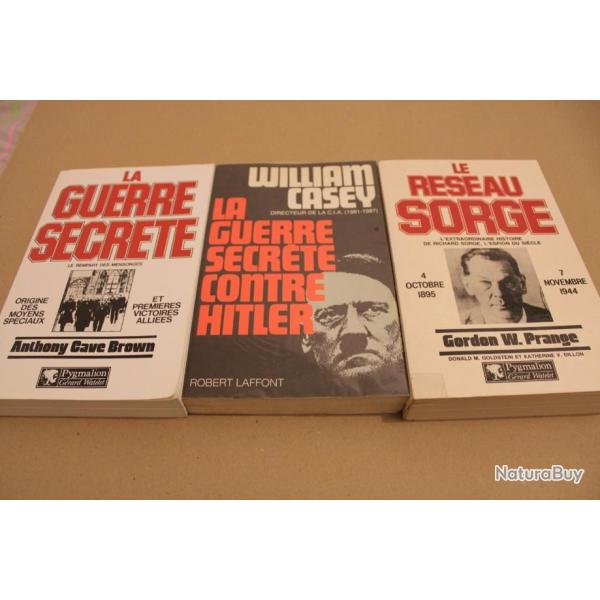 LA
GUERRE
SECRETE
LE REMPART DES MENSONGES
ORIGINE
DES
MOYENS
SPECIAUX
ET
PREMIERES
VICTOIRES
ALLIEES
Anthony Cave Brown
Pygmalion
Gérard Watelet
WILLIAM
CASEY
DIRECTEUR DE LA C.I.A. (1981-1987)
LA
GUERRE
SECRÈTE
CONTRE
HITLER
ROBERT LAFFONT
LE
RESEAU
SORGE
L'EXTRAORDINAIRE HISTOIRE
DE RICHARD SORGE, L'ESPION DU SIÈCLE
4
OCTOBRE
1895
7
NOVEMBRE
1944
Gordon W. Prange
DONALD M. GOLDSTEIN ET KATHERINE V. DILLON
Pygmalion
Gérard Watelet
NaturaBuy